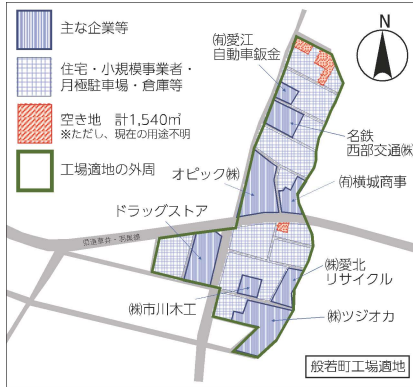 主な企業等
住宅・小規模事業者・
月極駐車場・倉庫等
空き地 計1,540㎡
※ただし、現在の用途不明
工場適地の外周
N
㈲愛江
自動車鈑金
名鉄
西部交通㈱
オピック㈱
㈲横城商事
ドラッグストア
㈱愛北
リサイクル
㈱市川木工
㈱ツジオカ
般若町工場適地